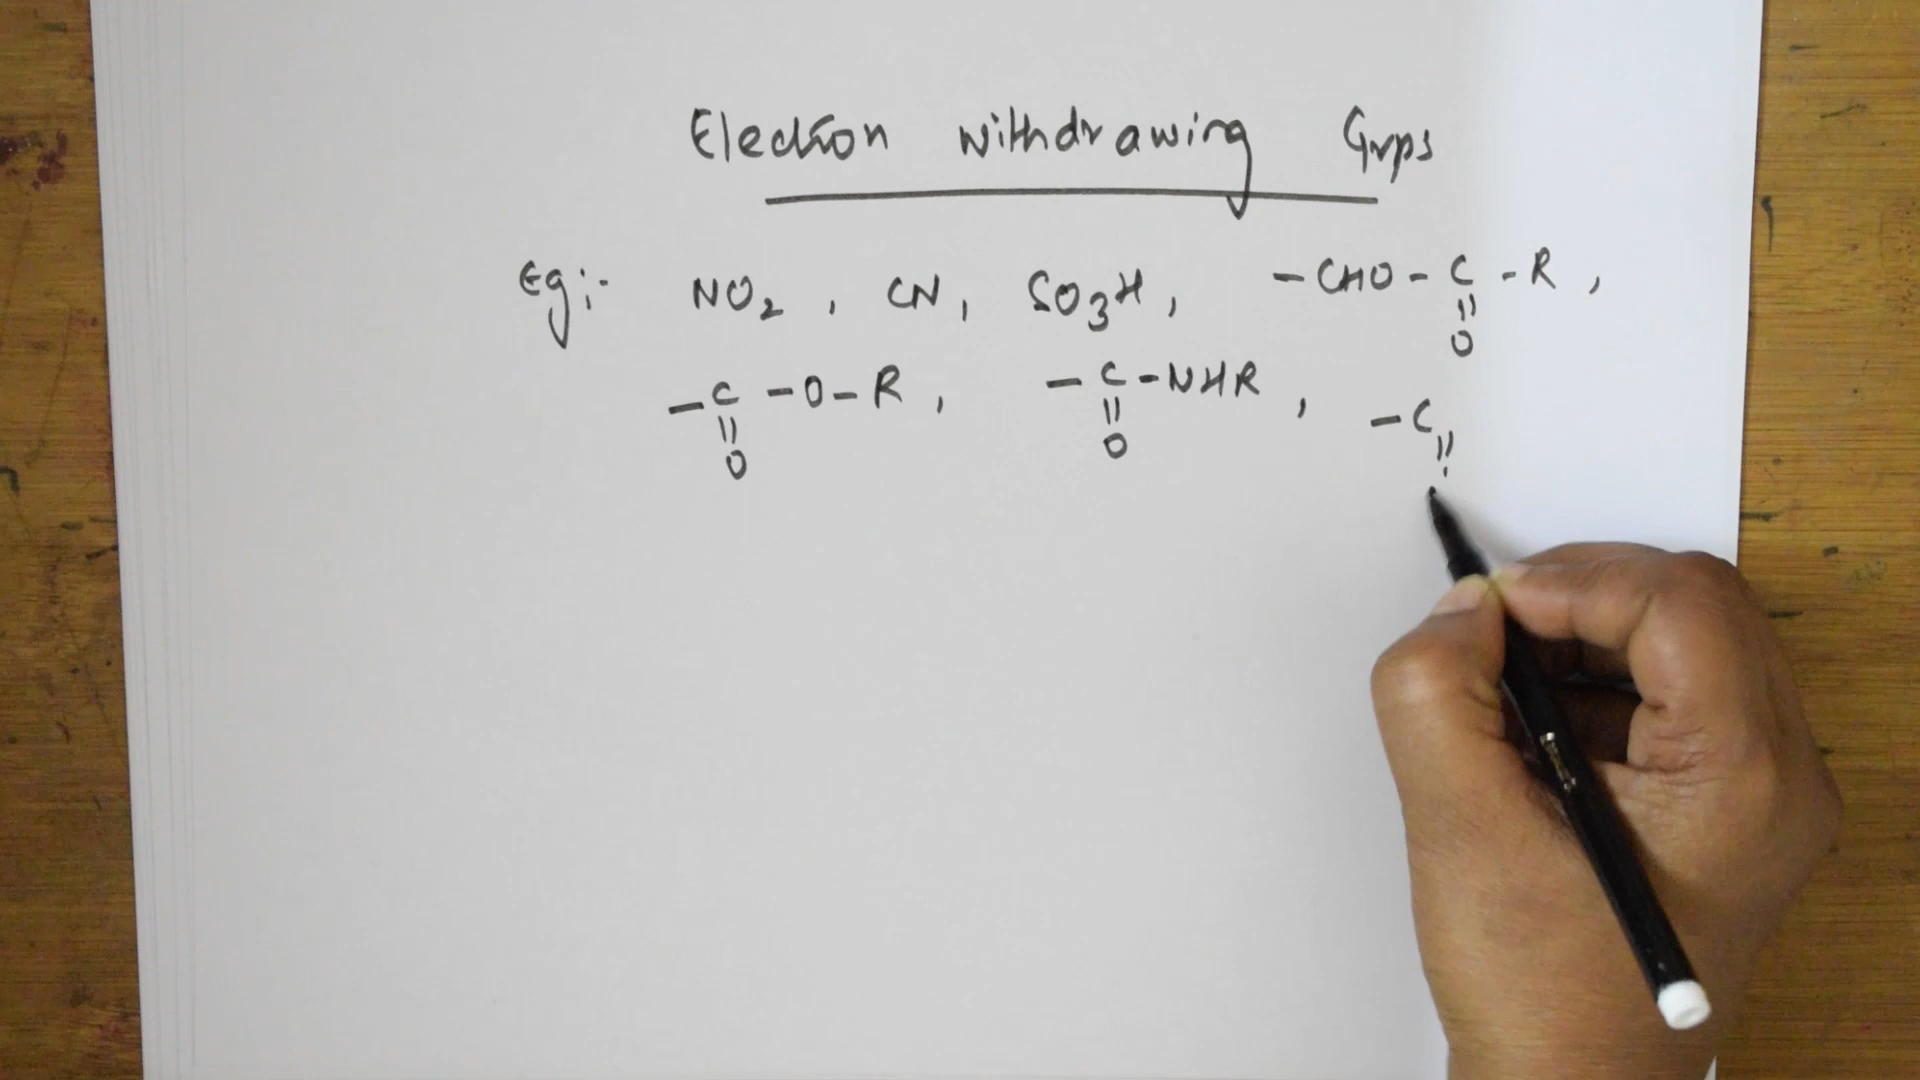 Electron withdrawing Grps
Eg:- NO2 , CN, SO3H, -CHO - C - R ,
|| O
- C - O - R , - C - NHR , - C
|| O || O ||